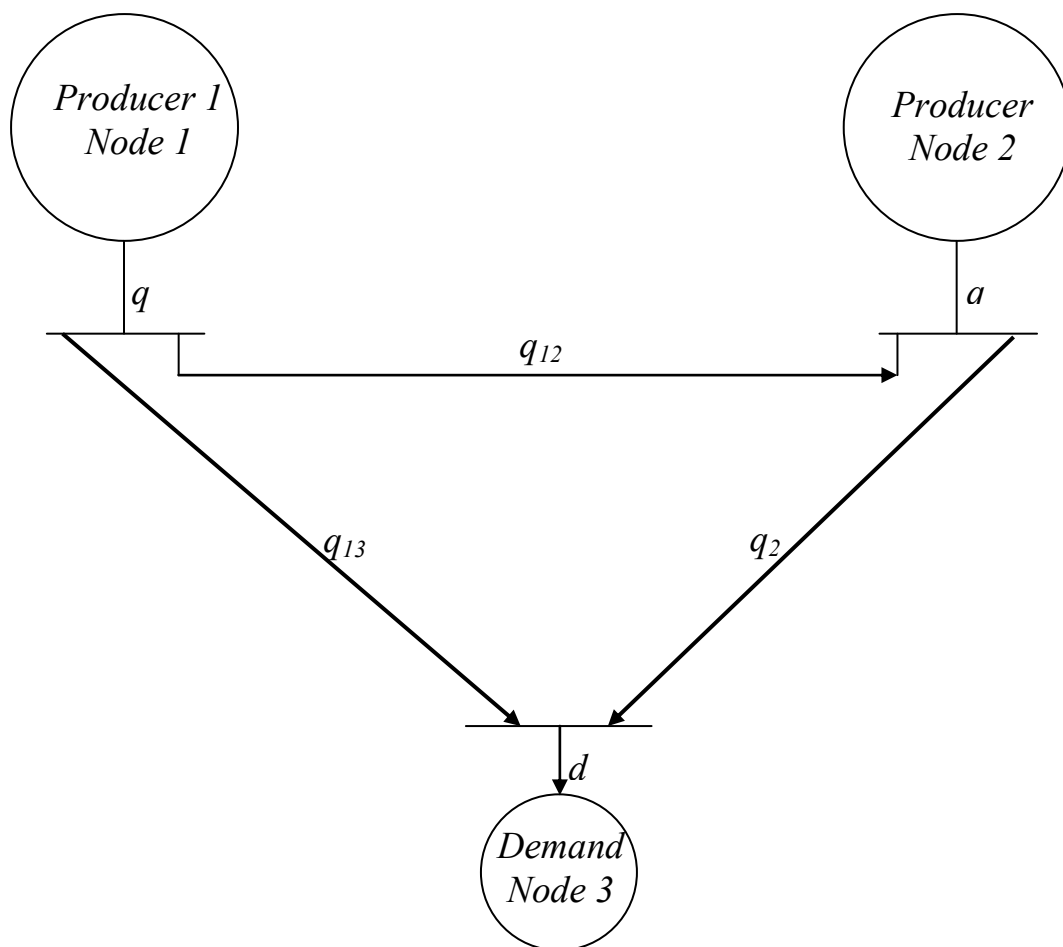 Producer 1
Node 1
Producer
Node 2
q
a
q12
q13
q2
d
Demand
Node 3